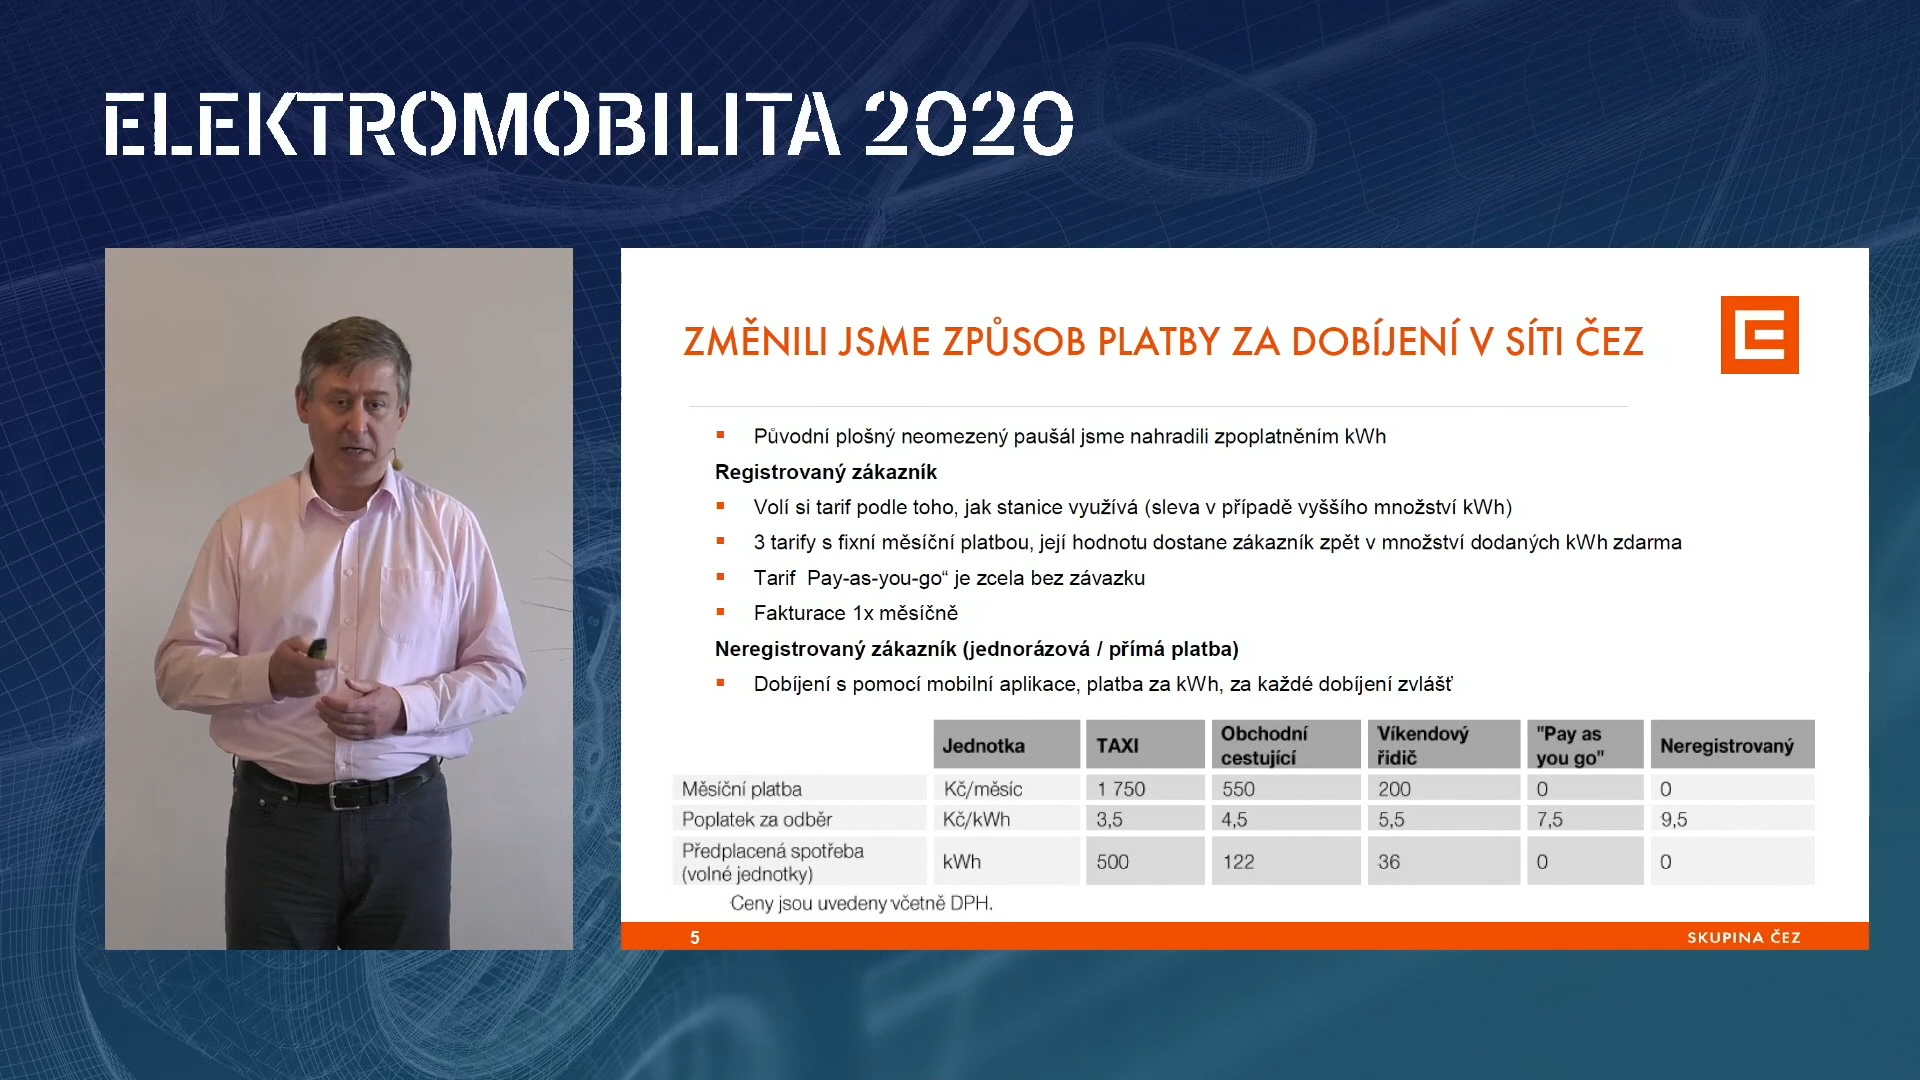 ELEKTROMOBILITA 2020
ZMĚNILI JSME ZPŮSOB PLATBY ZA DOBÍJENÍ V SÍTI ČEZ
Původní plošný neomezený paušál jsme nahradili zpoplatněním kWh
Registrovaný zákazník
Volí si tarif podle toho, jak stanice využívá (sleva v případě vyššího množství kWh)
3 tarify s fixní měsíční platbou, její hodnotu dostane zákazník zpět v množství dodaných kWh zdarma
Tarif Pay-as-you-go“ je zcela bez závazku
Fakturace 1x měsíčně
Neregistrovaný zákazník (jednorázová / přímá platba)
Dobíjení s pomocí mobilní aplikace, platba za kWh, za každé dobíjení zvlášť
Jednotka TAXI Obchodní cestující Víkendový řidič "Pay as you go" Neregistrovaný
Měsíční platba Kč/měsíc 1 750 550 200 0 0
Poplatek za odběr Kč/kWh 3,5 4,5 5,5 7,5 9,5
Předplacená spotřeba (volné jednotky) kWh 500 122 36 0 0
Ceny jsou uvedeny včetně DPH.
5 SKUPINA ČEZ